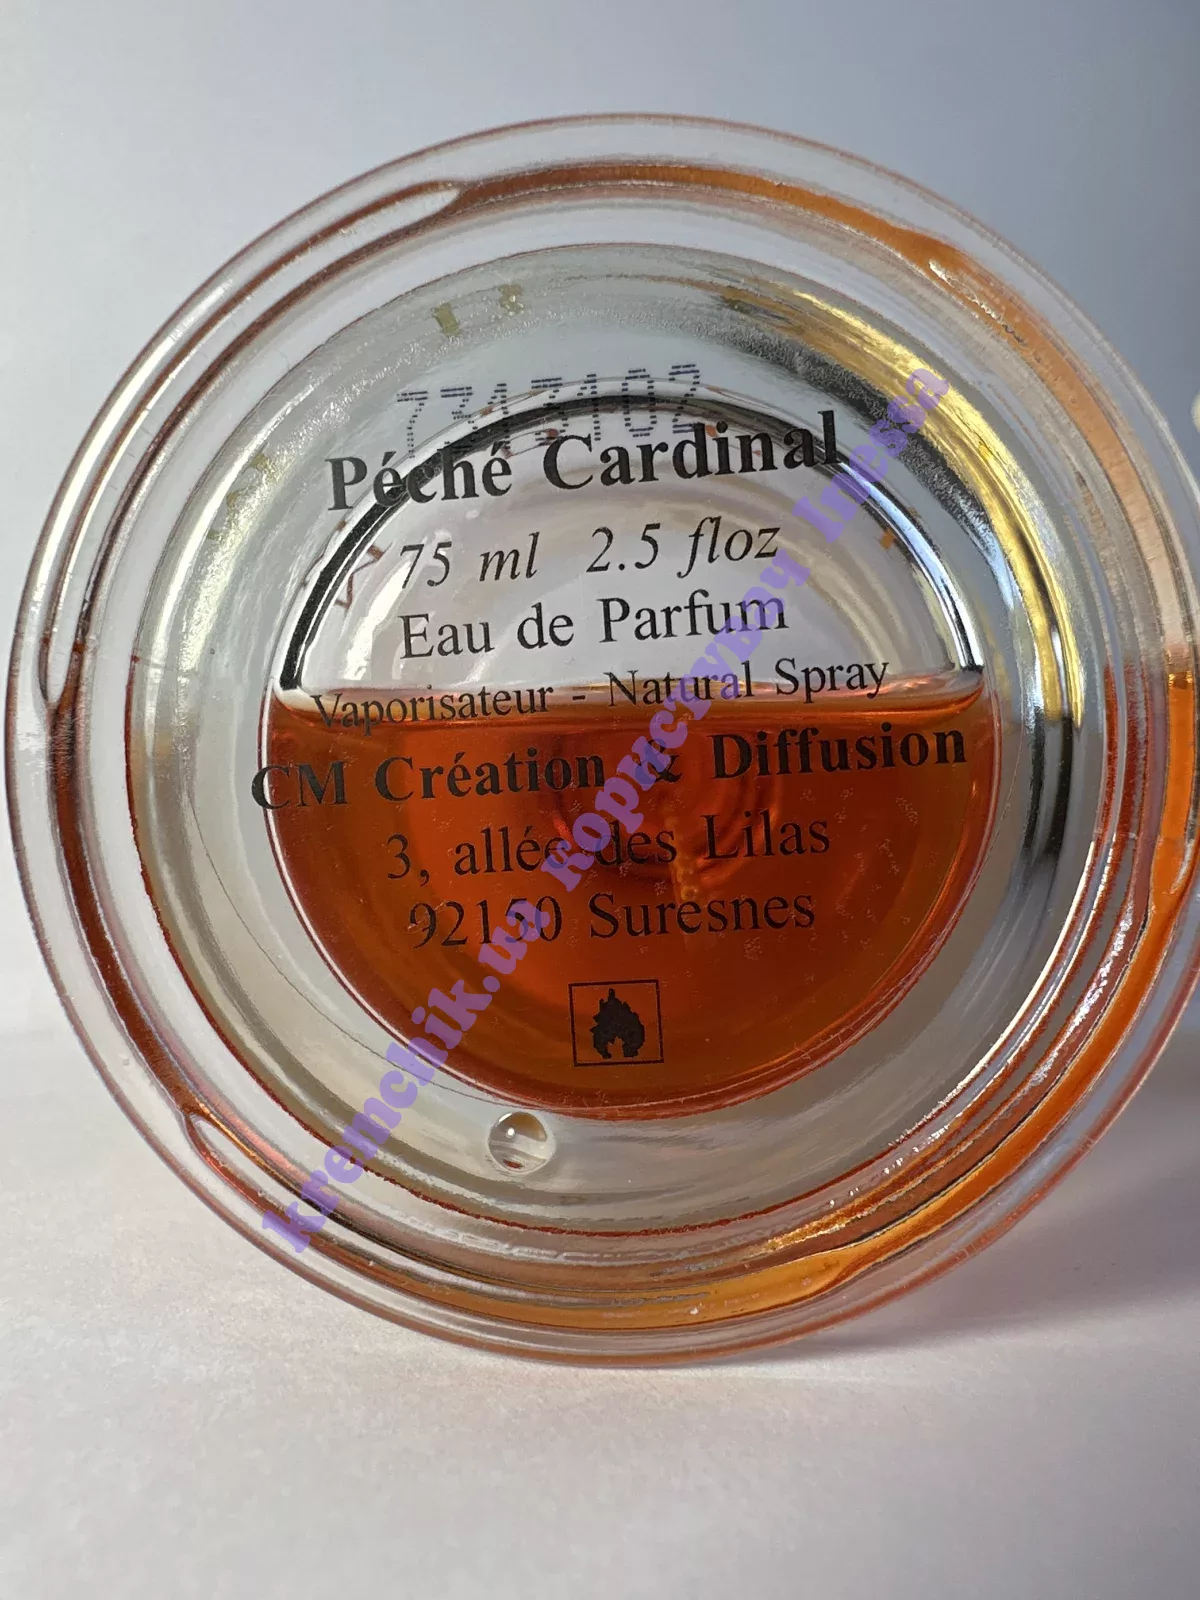 7313102
Péché Cardinal
75 ml 2.5 floz
Eau de Parfum
Vaporisateur - Natural Spray
CM Création & Diffusion
3, allée des Lilas
92150 Suresnes
kremchik.ua Користувач Inessa